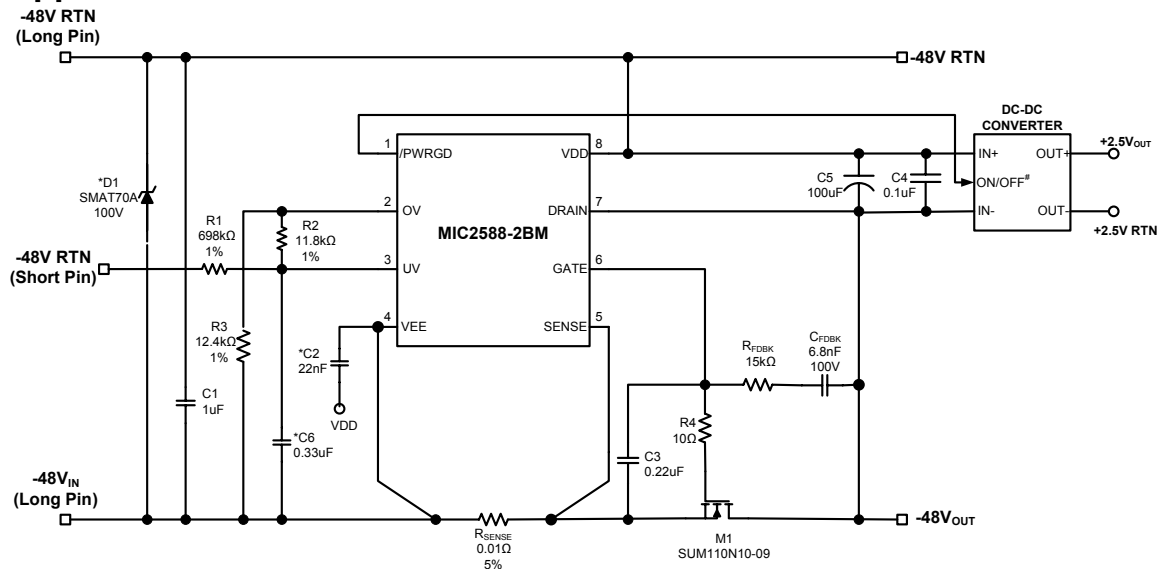 -48V RTN
(Long Pin)
-48V RTN
DC-DC
CONVERTER
1
/PWRGD
VDD
8
IN+
OUT+
+2.5VOUT
*D1
SMAT70A
100V
C5
100uF
C4
0.1uF
ON/OFF#
2
OV
DRAIN
7
IN-
OUT-
+2.5V RTN
R1
698kΩ
1%
R2
11.8kΩ
1%
MIC2588-2BM
-48V RTN
(Short Pin)
3
UV
GATE
6
R3
12.4kΩ
1%
4
VEE
SENSE
5
*C2
22nF
VDD
RFDBK
15kΩ
CFDBK
6.8nF
100V
C1
1uF
*C6
0.33uF
R4
10Ω
C3
0.22uF
-48VIN
(Long Pin)
-48VOUT
RSENSE
0.01Ω
5%
M1
SUM110N10-09